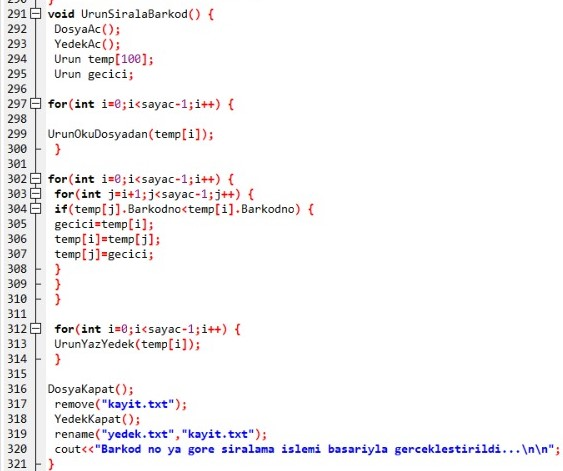 290 }
291 void UrunSiralaBarkod() {
292 DosyaAc();
293 YedekAc();
294 Urun temp[100];
295 Urun gecici;
296
297 for(int i=0;i<sayac-1;i++) {
298
299 UrunOkuDosyadan(temp[i]);
300 }
301
302 for(int i=0;i<sayac-1;i++) {
303 for(int j=i+1;j<sayac-1;j++) {
304 if(temp[j].Barkodno<temp[i].Barkodno) {
305 gecici=temp[i];
306 temp[i]=temp[j];
307 temp[j]=gecici;
308 }
309 }
310 }
311
312 for(int i=0;i<sayac-1;i++) {
313 UrunYazYedek(temp[i]);
314 }
315
316 DosyaKapat();
317 remove("kayit.txt");
318 YedekKapat();
319 rename("yedek.txt","kayit.txt");
320 cout<<"Barkod no ya gore siralama islemi basariyla gerceklestirildi...\n\n";
321 }